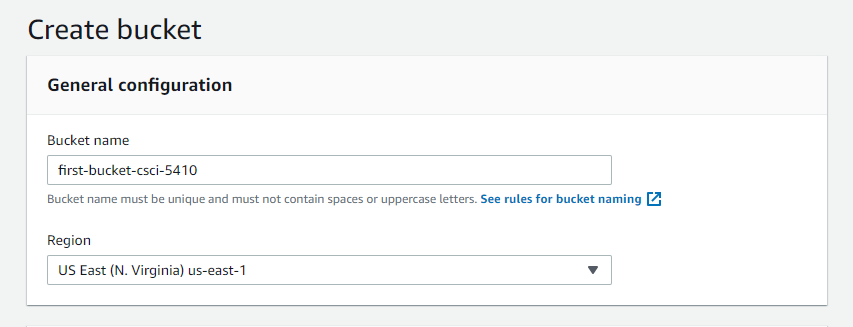 Create bucket
General configuration
Bucket name
first-bucket-csci-5410
Bucket name must be unique and must not contain spaces or uppercase letters. See rules for bucket naming
Region
US East (N. Virginia) us-east-1